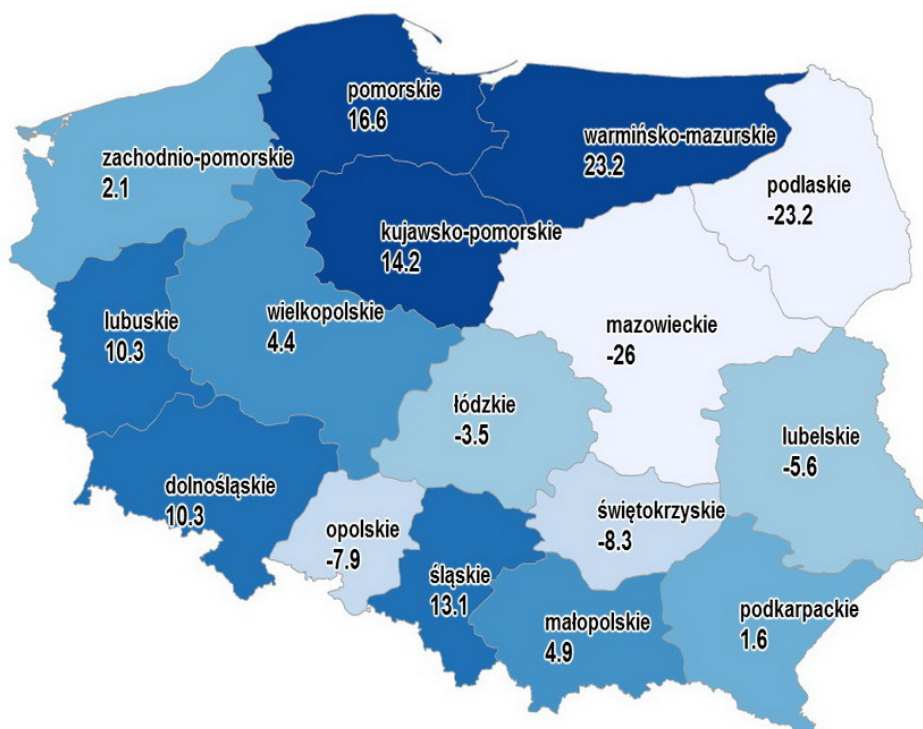 pomorskie
16.6
warmińsko-mazurskie
23.2
zachodnio-pomorskie
2.1
podlaskie
-23.2
kujawsko-pomorskie
14.2
lubuskie
10.3
wielkopolskie
4.4
mazowieckie
-26
łódzkie
-3.5
lubelskie
-5.6
dolnośląskie
10.3
opolskie
-7.9
świętokrzyskie
-8.3
śląskie
13.1
małopolskie
4.9
podkarpackie
1.6